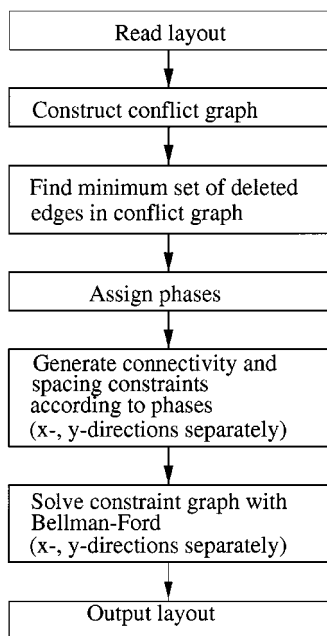 Read layout
Construct conflict graph
Find minimum set of deleted
edges in conflict graph
Assign phases
Generate connectivity and
spacing constraints
according to phases
(x-, y-directions separately)
Solve constraint graph with
Bellman-Ford
(x-, y-directions separately)
Output layout